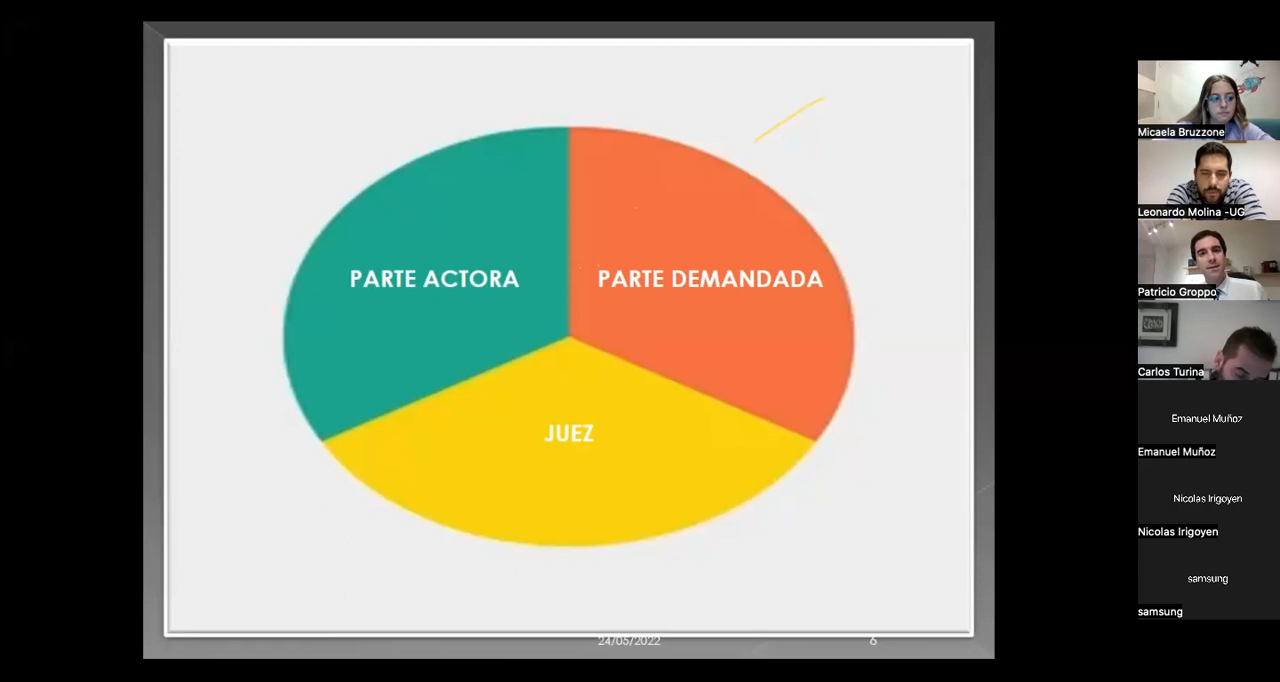 PARTE ACTORA
PARTE DEMANDADA
JUEZ
24/05/2022
6
Micaela Bruzzone
Leonardo Molina -UG
Patricio Groppo
Carlos Turina
Emanuel Muñoz
Emanuel Muñoz
Nicolas Irigoyen
Nicolas Irigoyen
samsung
samsung